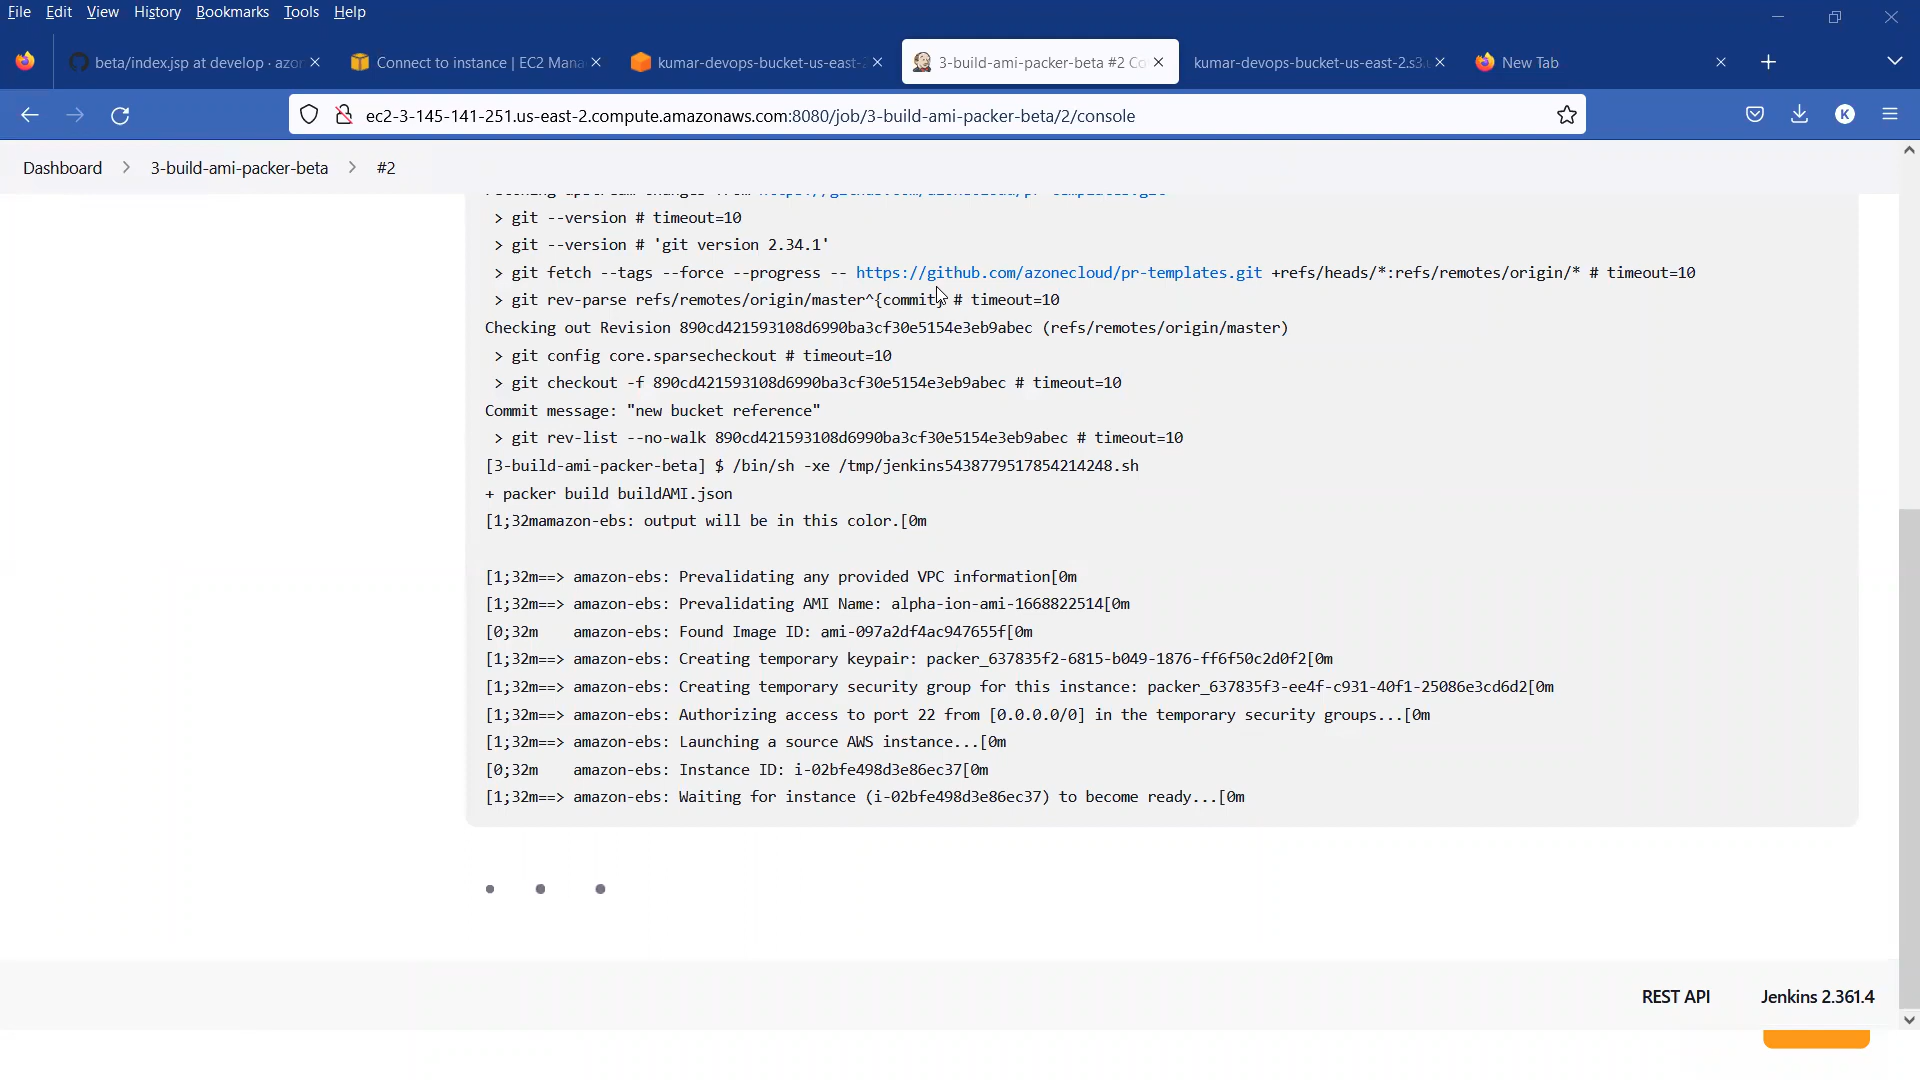 File Edit View History Bookmarks Tools Help
beta/index.jsp at develop · azon
Connect to instance | EC2 Mana
kumar-devops-bucket-us-east-2
3-build-ami-packer-beta #2 Co
kumar-devops-bucket-us-east-2.s3.
New Tab
ec2-3-145-141-251.us-east-2.compute.amazonaws.com:8080/job/3-build-ami-packer-beta/2/console
K
Dashboard 3-build-ami-packer-beta #2
> git --version # timeout=10
> git --version # 'git version 2.34.1'
> git fetch --tags --force --progress -- https://github.com/azonecloud/pr-templates.git +refs/heads/*:refs/remotes/origin/* # timeout=10
> git rev-parse refs/remotes/origin/master^{commit} # timeout=10
Checking out Revision 890cd421593108d6990ba3cf30e5154e3eb9abec (refs/remotes/origin/master)
> git config core.sparsecheckout # timeout=10
> git checkout -f 890cd421593108d6990ba3cf30e5154e3eb9abec # timeout=10
Commit message: "new bucket reference"
> git rev-list --no-walk 890cd421593108d6990ba3cf30e5154e3eb9abec # timeout=10
[3-build-ami-packer-beta] $ /bin/sh -xe /tmp/jenkins5438779517854214248.sh
+ packer build buildAMI.json
[1;32mamazon-ebs: output will be in this color.[0m
[1;32m==> amazon-ebs: Prevalidating any provided VPC information[0m
[1;32m==> amazon-ebs: Prevalidating AMI Name: alpha-ion-ami-1668822514[0m
[0;32m    amazon-ebs: Found Image ID: ami-097a2df4ac947655f[0m
[1;32m==> amazon-ebs: Creating temporary keypair: packer_637835f2-6815-b049-1876-ff6f50c2d0f2[0m
[1;32m==> amazon-ebs: Creating temporary security group for this instance: packer_637835f3-ee4f-c931-40f1-25086e3cd6d2[0m
[1;32m==> amazon-ebs: Authorizing access to port 22 from [0.0.0.0/0] in the temporary security groups...[0m
[1;32m==> amazon-ebs: Launching a source AWS instance...[0m
[0;32m    amazon-ebs: Instance ID: i-02bfe498d3e86ec37[0m
[1;32m==> amazon-ebs: Waiting for instance (i-02bfe498d3e86ec37) to become ready...[0m
REST API Jenkins 2.361.4